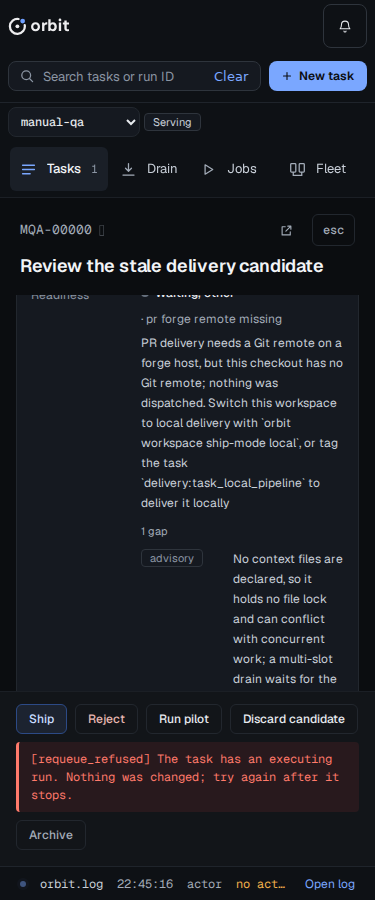 orbit
Search tasks or run ID Clear + New task
manual-qa Serving
Tasks 1 Drain Jobs Fleet
MQA-00000 esc
Review the stale delivery candidate
Readiness waiting, other
· pr forge remote missing
PR delivery needs a Git remote on a
forge host, but this checkout has no
Git remote; nothing was
dispatched. Switch this workspace
to local delivery with `orbit
workspace ship-mode local`, or tag
the task
`delivery:task_local_pipeline` to
deliver it locally
1 gap
advisory No context files are
declared, so it
holds no file lock
and can conflict
with concurrent
work; a multi-slot
drain waits for the
Ship Reject Run pilot Discard candidate
[requeue_refused] The task has an executing
run. Nothing was changed; try again after it
stops.
Archive
orbit.log 22:45:16 actor no act… Open log